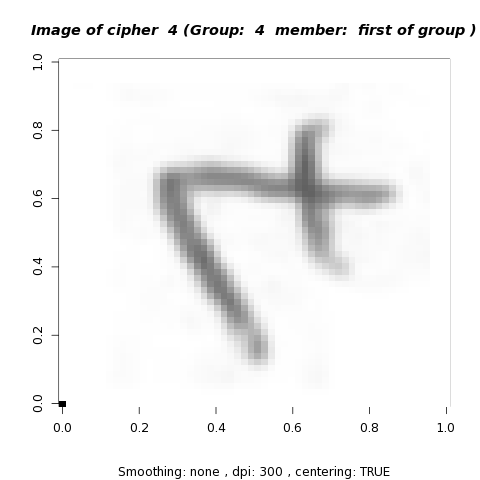 Image of cipher 4 (Group: 4 member: first of group )
1.0
0.8
0.6
0.4
0.2
0.0
0.0 0.2 0.4 0.6 0.8 1.0
Smoothing: none , dpi: 300 , centering: TRUE